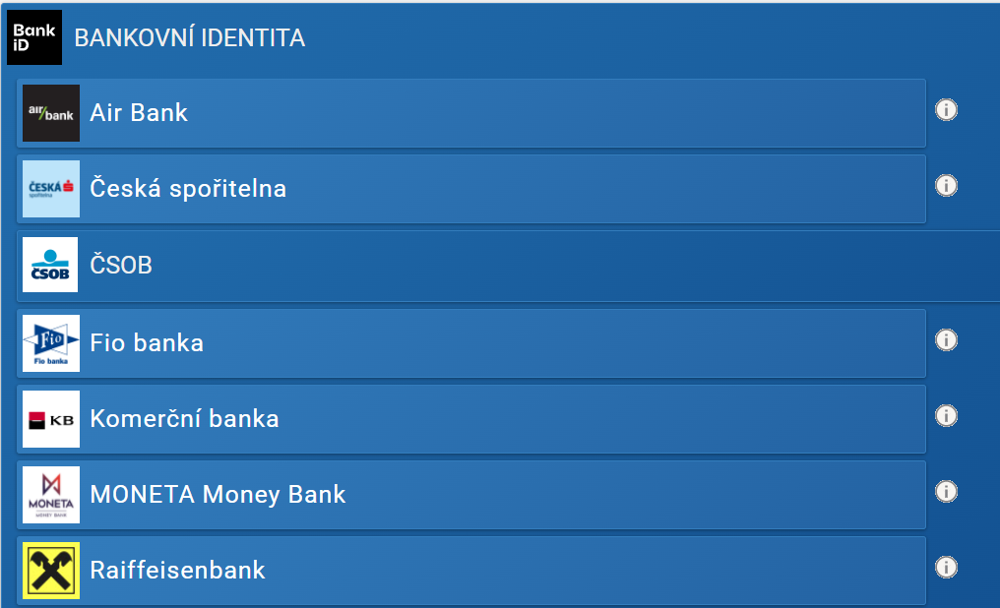 Bank
iD
BANKOVNÍ IDENTITA
air bank
Air Bank
ČESKÁ
spořitelna
Česká spořitelna
ČSOB
ČSOB
Fio
Fio banka
Fio banka
KB
Komerční banka
MONETA
MONEY BANK
MONETA Money Bank
Raiffeisenbank